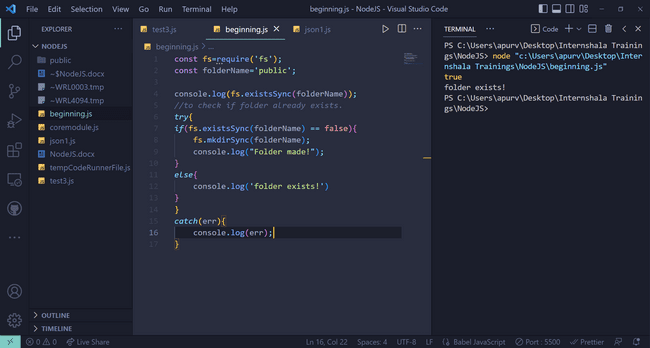 File Edit Selection View Go Run Terminal Help
beginning.js - NodeJS - Visual Studio Code
EXPLORER ...
NODEJS
public
~$NodeJS.docx
~WRL0003.tmp
~WRL4094.tmp
beginning.js
coremodule.js
json1.js
NodeJS.docx
tempCodeRunnerFile.js
test3.js
OUTLINE
TIMELINE
test3.js
beginning.js
json1.js
beginning.js > ...
1 const fs=require('fs');
2 const folderName='public';
3
4 console.log(fs.existsSync(folderName));
5 //to check if folder already exists.
6 try{
7 if(fs.existsSync(folderName) == false){
8 fs.mkdirSync(folderName);
9 console.log("Folder made!");
10 }
11 else{
12 console.log('folder exists!')
13 }
14 }
15 catch(err){
16 console.log(err);
17 }
TERMINAL ... Code
PS C:\Users\apurv\Desktop\Internshala Trainin
gs\NodeJS> node "c:\Users\apurv\Desktop\Inter
nshala Trainings\NodeJS\beginning.js"
true
folder exists!
PS C:\Users\apurv\Desktop\Internshala Trainin
gs\NodeJS>
0 0 Live Share Ln 16, Col 22 Spaces: 4 UTF-8 LF Babel JavaScript Port : 5500 Prettier